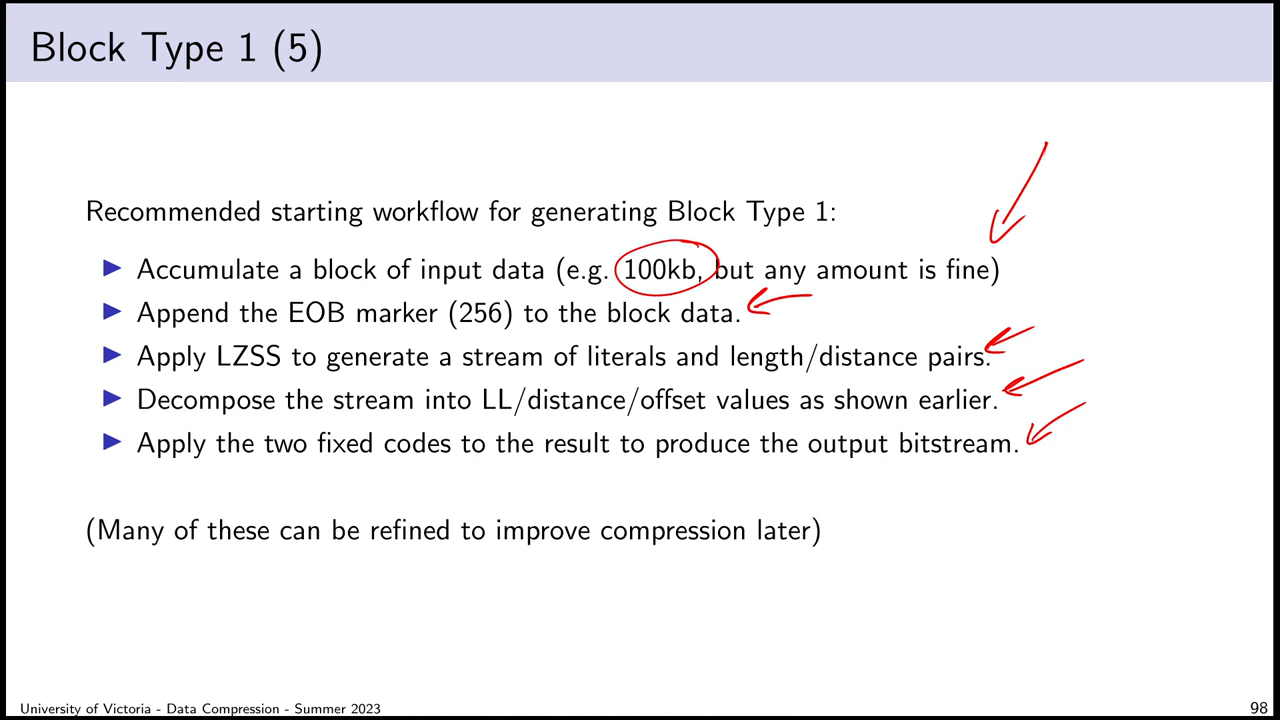 Block Type 1 (5)
Recommended starting workflow for generating Block Type 1:
Accumulate a block of input data (e.g. 100kb, but any amount is fine)
Append the EOB marker (256) to the block data.
Apply LZSS to generate a stream of literals and length/distance pairs.
Decompose the stream into LL/distance/offset values as shown earlier.
Apply the two fixed codes to the result to produce the output bitstream.
(Many of these can be refined to improve compression later)
University of Victoria - Data Compression - Summer 2023
98